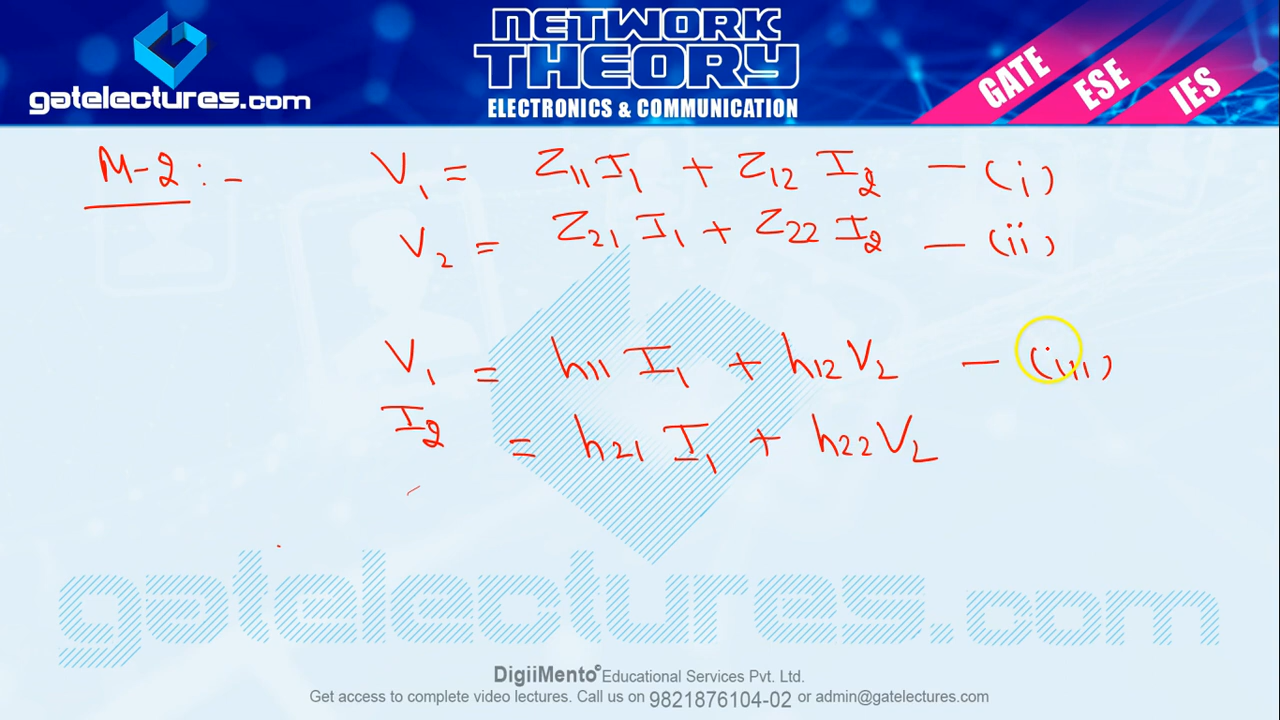 gatelectures.com
NETWORK
THEORY
ELECTRONICS & COMMUNICATION
GATE
ESE
IES
M-2:-
V1 = Z11 I1 + Z12 I2 - (i)
V2 = Z21 I1 + Z22 I2 - (ii)
V1 = h11 I1 + h12 V2 - (iii)
I2 = h21 I1 + h22 V2
gatelectures.com
DigiiMento© Educational Services Pvt. Ltd.
Get access to complete video lectures. Call us on 9821876104-02 or admin@gatelectures.com